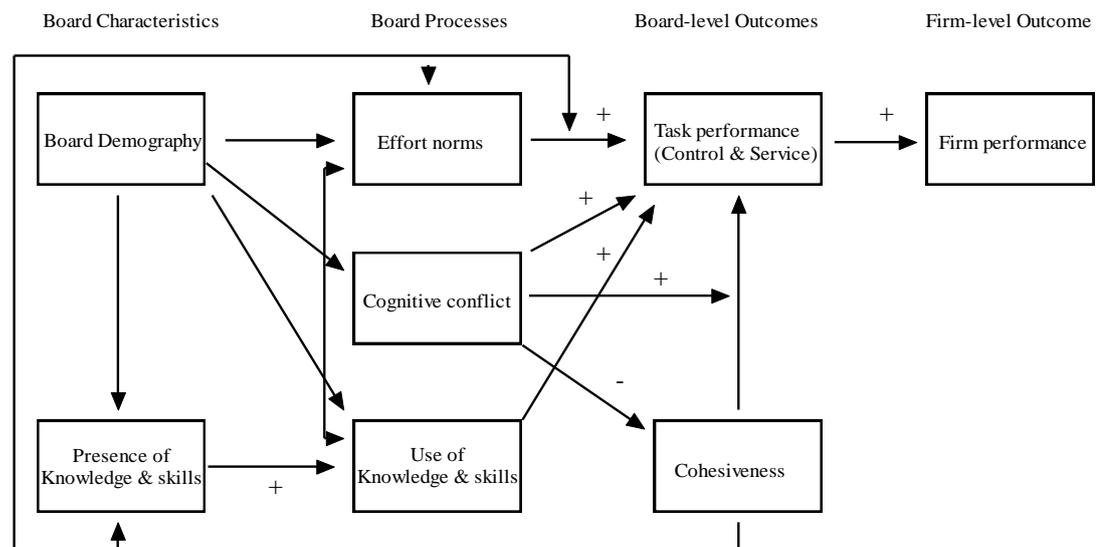 Board Characteristics
Board Processes
Board-level Outcomes
Firm-level Outcome
+
+
Board Demography
Effort norms
Task performance
(Control & Service)
Firm performance
+
+
+
Cognitive conflict
-
Presence of
Knowledge & skills
+
Use of
Knowledge & skills
Cohesiveness